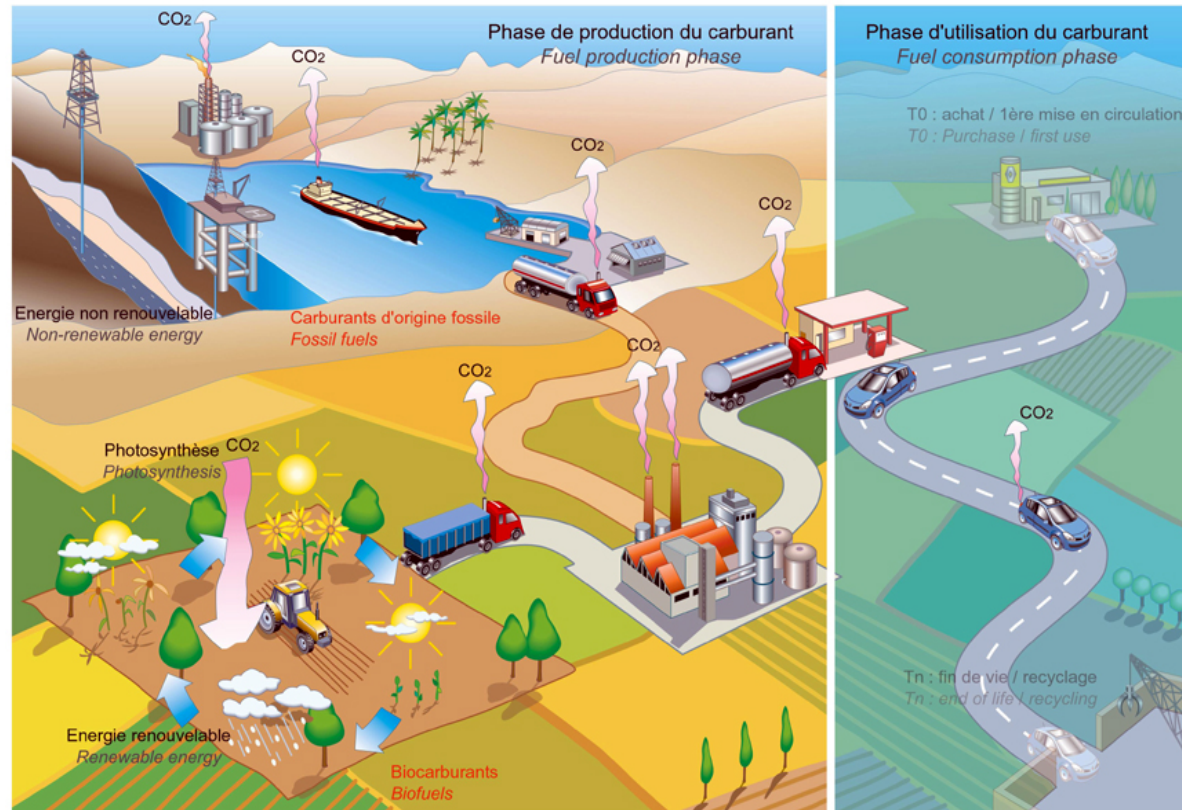 CO2
CO2
Phase de production du carburant
Fuel production phase
CO2
CO2
Energie non renouvelable
Non-renewable energy
Carburants d'origine fossile
Fossil fuels
CO2
CO2
Photosynthèse
Photosynthesis
CO2
Energie renouvelable
Renewable energy
Biocarburants
Biofuels
Phase d'utilisation du carburant
Fuel consumption phase
T0 : achat / 1ère mise en circulation
T0 : Purchase / first use
CO2
Tn : fin de vie / recyclage
Tn : end of life / recycling